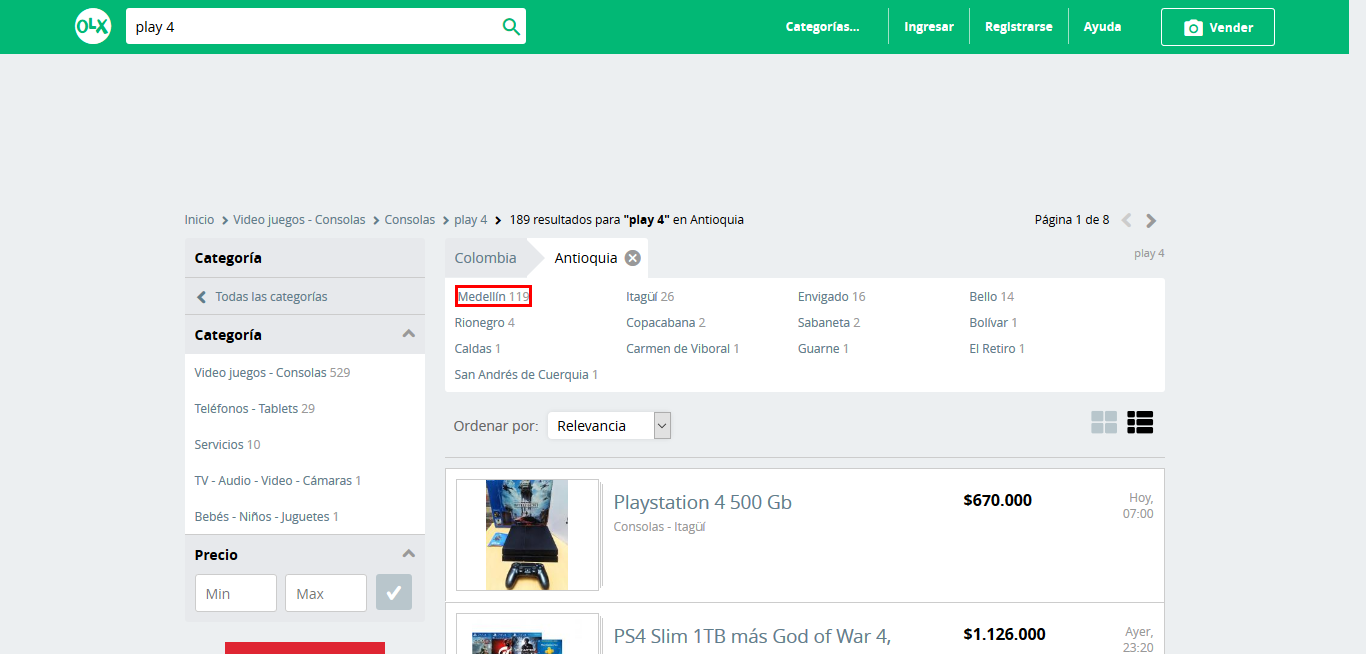 OLX play 4 Categorías... Ingresar Registrarse Ayuda Vender
Inicio Video juegos - Consolas Consolas play 4 189 resultados para "play 4" en Antioquia Página 1 de 8
Categoría
Todas las categorías
Categoría
Video juegos - Consolas 529
Teléfonos - Tablets 29
Servicios 10
TV - Audio - Video - Cámaras 1
Bebés - Niños - Juguetes 1
Precio
Min Max
Colombia Antioquia play 4
Medellín 119 Itagüí 26 Envigado 16 Bello 14
Rionegro 4 Copacabana 2 Sabaneta 2 Bolívar 1
Caldas 1 Carmen de Viboral 1 Guarne 1 El Retiro 1
San Andrés de Cuerquia 1
Ordenar por: Relevancia
Playstation 4 500 Gb $670.000 Hoy,
Consolas - Itagüí 07:00
PS4 Slim 1TB más God of War 4, $1.126.000 Ayer,
23:20